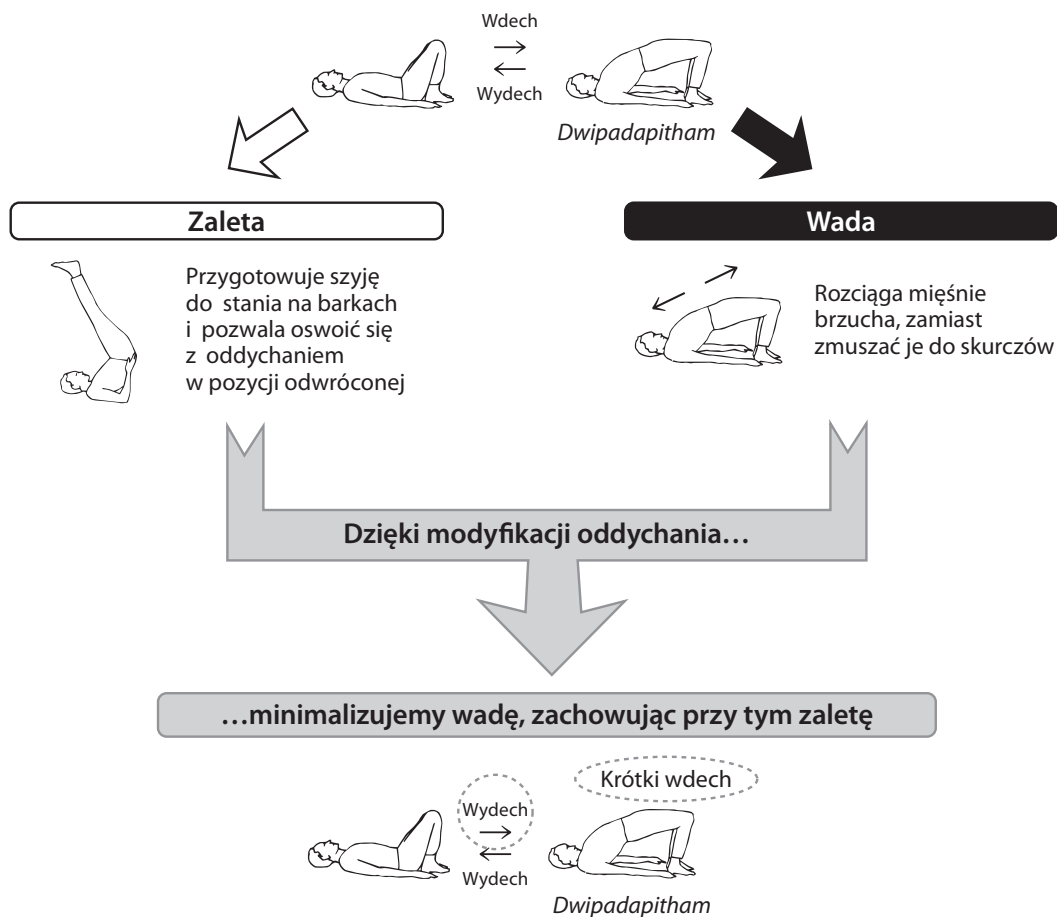 Wdech
Wydech
Dwipadapitham
Zaleta
Przygotowuje szyję
do stania na barkach
i pozwala oswoić się
z oddychaniem
w pozycji odwróconej
Wada
Rozciąga mięśnie
brzucha, zamiast
zmuszać je do skurczów
Dzięki modyfikacji oddychania…
…minimalizujemy wadę, zachowując przy tym zaletę
Krótki wdech
Wydech
Wydech
Dwipadapitham